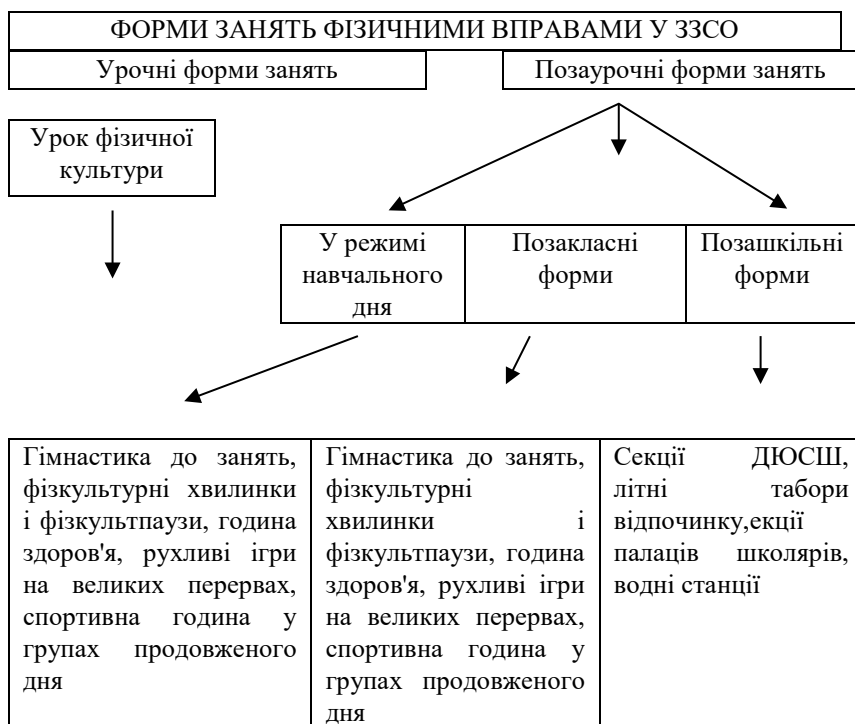 ФОРМИ ЗАНЯТЬ ФІЗИЧНИМИ ВПРАВАМИ У ЗЗСО
Урочні форми занять
Позаурочні форми занять
Урок фізичної
культури
У режимі
навчального
дня
Позакласні
форми
Позашкільні
форми
Гімнастика до занять,
фізкультурні хвилинки
і фізкультпаузи, година
здоров'я, рухливі ігри
на великих перервах,
спортивна година у
групах продовженого
дня
Гімнастика до занять,
фізкультурні
хвилинки і
фізкультпаузи, година
здоров'я, рухливі ігри
на великих перервах,
спортивна година у
групах продовженого
дня
Секції ДЮСШ,
літні табори
відпочинку,екції
палаців школярів,
водні станції